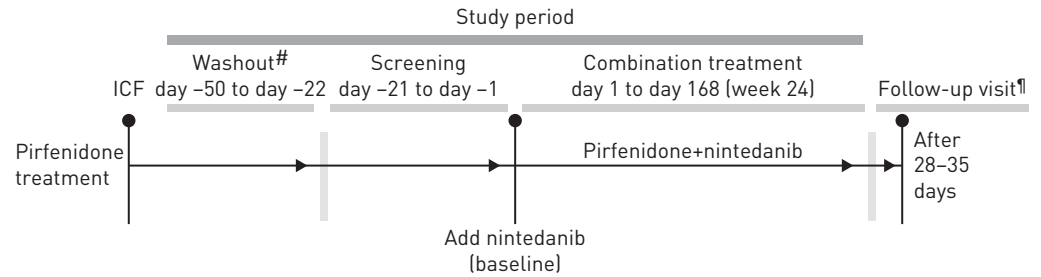 Study period
Washout#
day –50 to day –22
Screening
day –21 to day –1
Combination treatment
day 1 to day 168 (week 24)
ICF
Follow-up visit¶
Pirfenidone
treatment
Pirfenidone+nintedanib
After
28–35
days
Add nintedanib
(baseline)